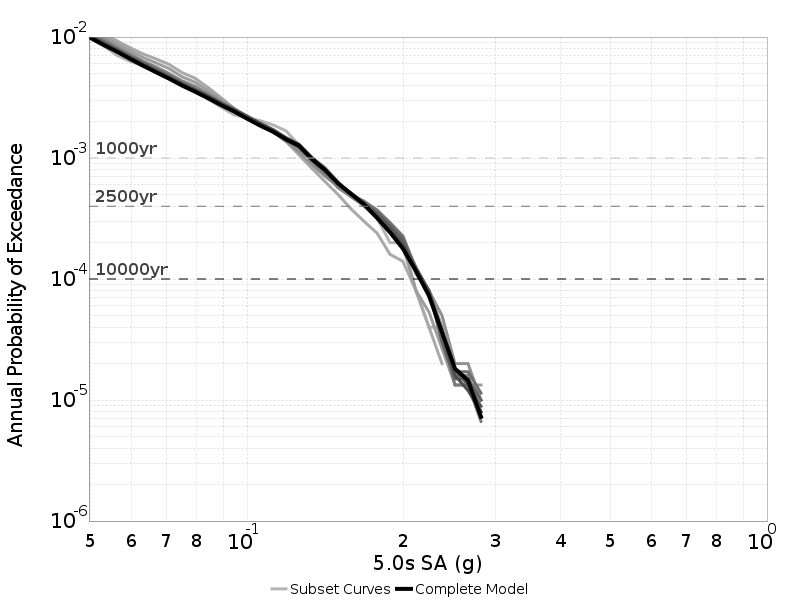 10-2
10-3
10-4
10-5
10-6
Annual Probability of Exceedance
1000yr
2500yr
10000yr
5 6 7 8 10-1 2 3 4 5 6 7 8 100
5.0s SA (g)
Subset Curves Complete Model